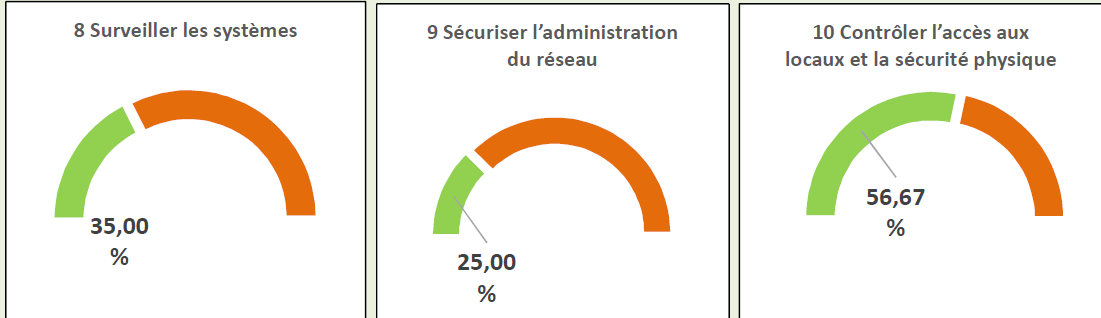 8 Surveiller les systèmes
35,00
%
9 Sécuriser l’administration
du réseau
25,00
%
10 Contrôler l’accès aux
locaux et la sécurité physique
56,67
%